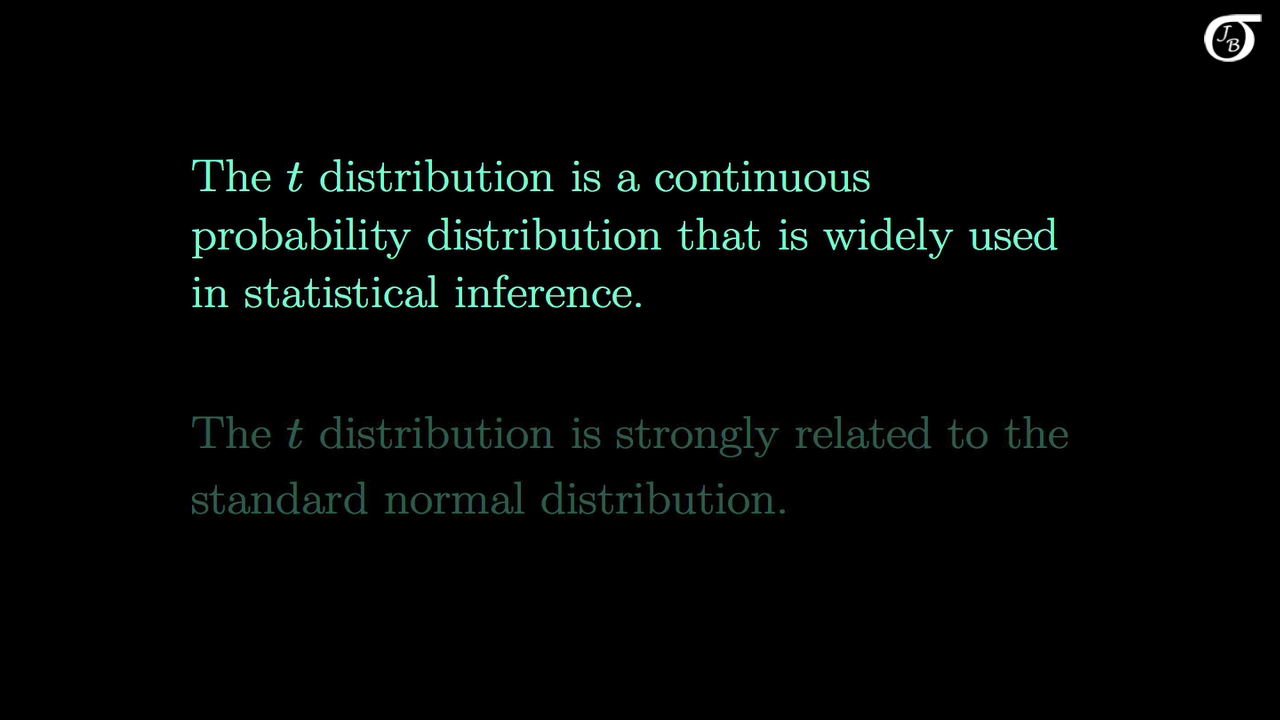 JB
The t distribution is a continuous
probability distribution that is widely used
in statistical inference.
The t distribution is strongly related to the
standard normal distribution.